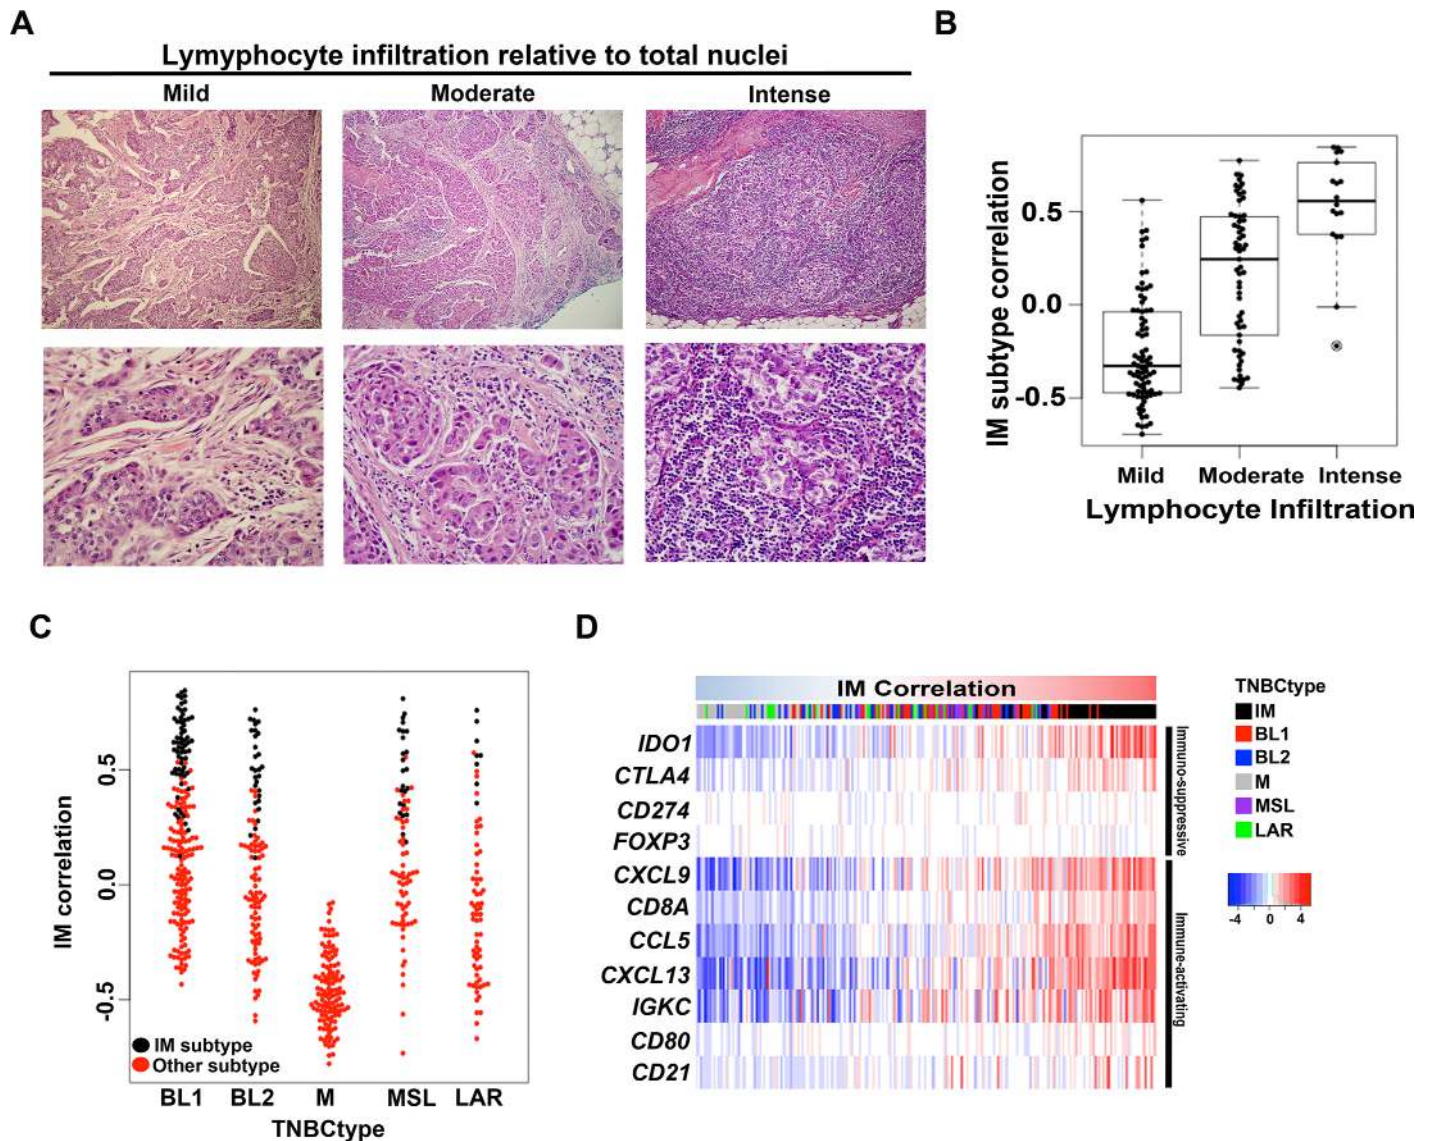 A
Lymyphocyte infiltration relative to total nuclei
Mild
Moderate
Intense
B
IM subtype correlation
0.5
0.0
-0.5
Mild
Moderate
Intense
Lymphocyte Infiltration
C
IM correlation
0.5
0.0
-0.5
IM subtype
Other subtype
BL1
BL2
M
MSL
LAR
TNBCtype
D
IM Correlation
IDO1
CTLA4
CD274
FOXP3
CXCL9
CD8A
CCL5
CXCL13
IGKC
CD80
CD21
Immuno-suppressive
Immune-activating
TNBCtype
IM
BL1
BL2
M
MSL
LAR
-4 0 4